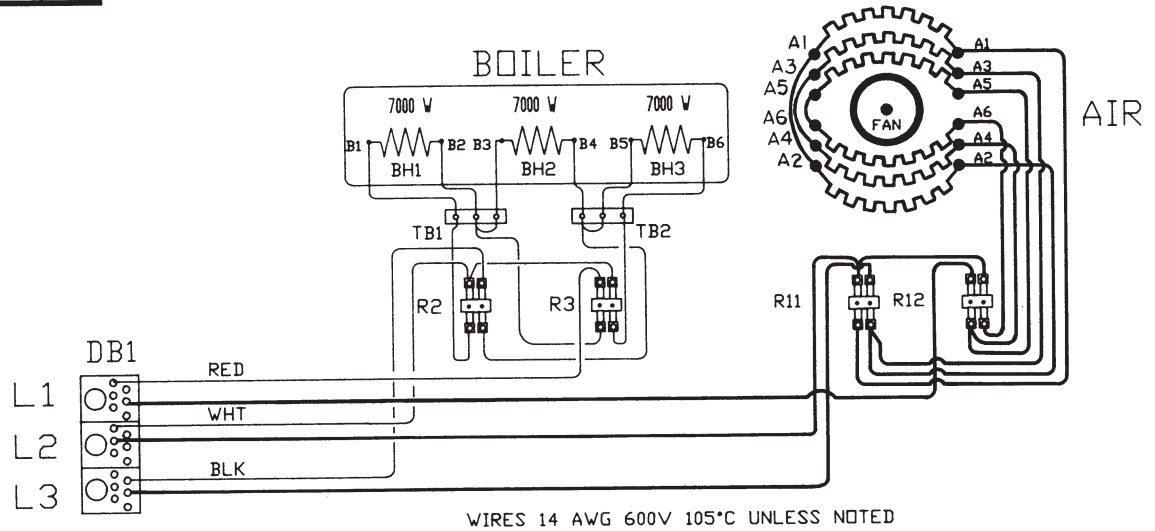 BOILER
7000 W 7000 W 7000 W
B1 B2 B3 B4 B5 B6
BH1 BH2 BH3
TB1 TB2
R2 R3
A1 A1
A3 A3
A5 A5
FAN
A6 A6
A4 A4
A2 A2
AIR
R11 R12
DB1
L1 RED
WHT
L2
BLK
L3
WIRES 14 AWG 600V 105°C UNLESS NOTED